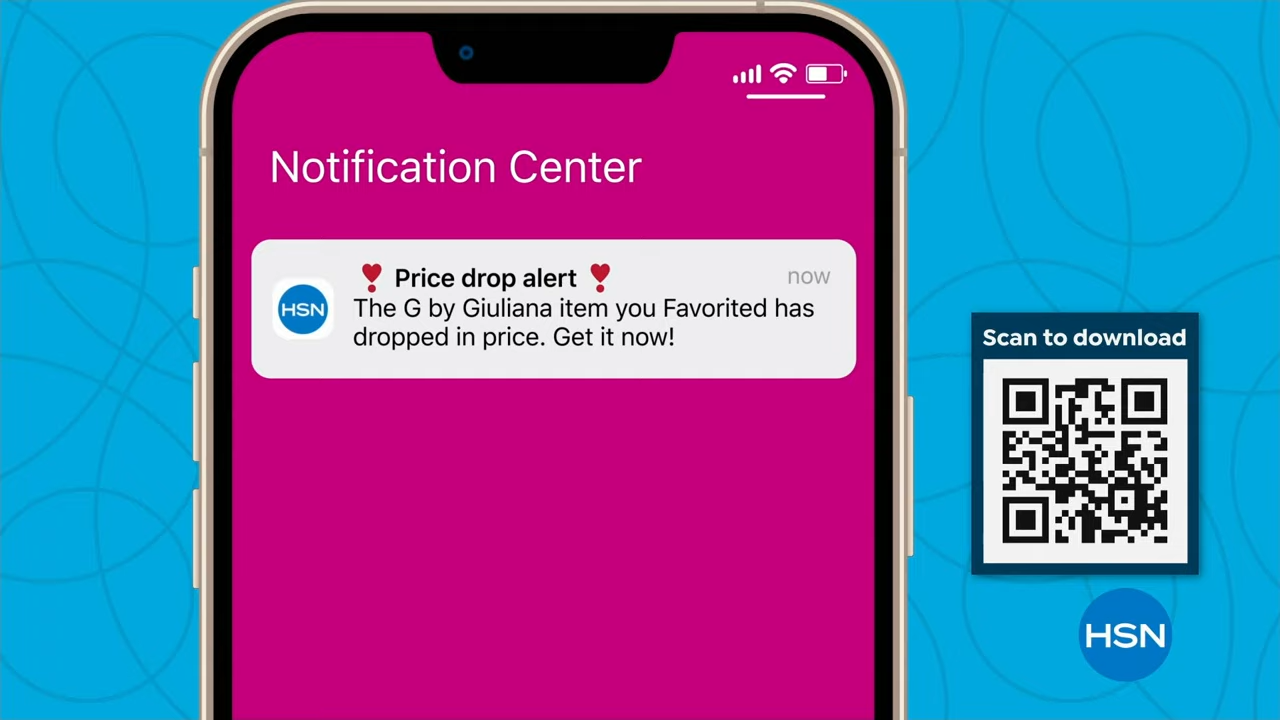 Notification Center
❣ Price drop alert ❣
now
The G by Giuliana item you Favorited has
dropped in price. Get it now!
HSN
Scan to download
HSN